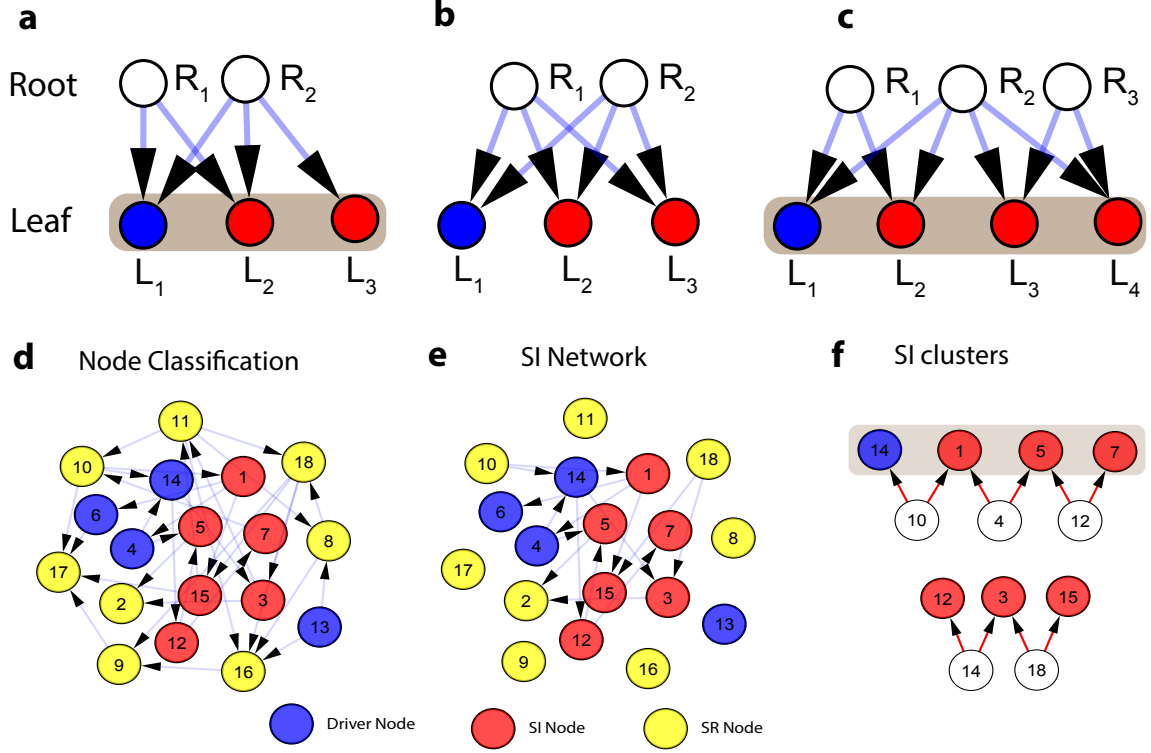 a
b
c
Root
R1
R2
R1
R2
R1
R2
R3
Leaf
L1
L2
L3
L1
L2
L3
L1
L2
L3
L4
d
Node Classification
e
SI Network
f
SI clusters
11
10
14
1
18
6
5
7
4
8
17
2
15
3
13
12
9
16
11
10
14
1
18
6
5
7
4
8
17
2
15
3
13
12
9
16
14
1
5
7
10
4
12
12
3
15
14
18
Driver Node
SI Node
SR Node